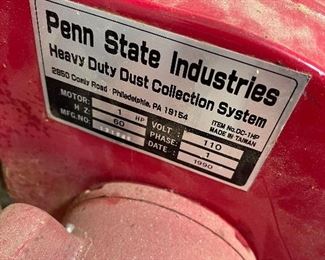 Penn State Industries
Heavy Duty Dust Collection System
2850 Comly Road - Philadelphia, PA 19154
ITEM No. DC-1HP
MADE IN TAIWAN
MOTOR: 1 HP VOLT: 110
H Z 60 PHASE: 1
MFG.NO: DATE: 1990